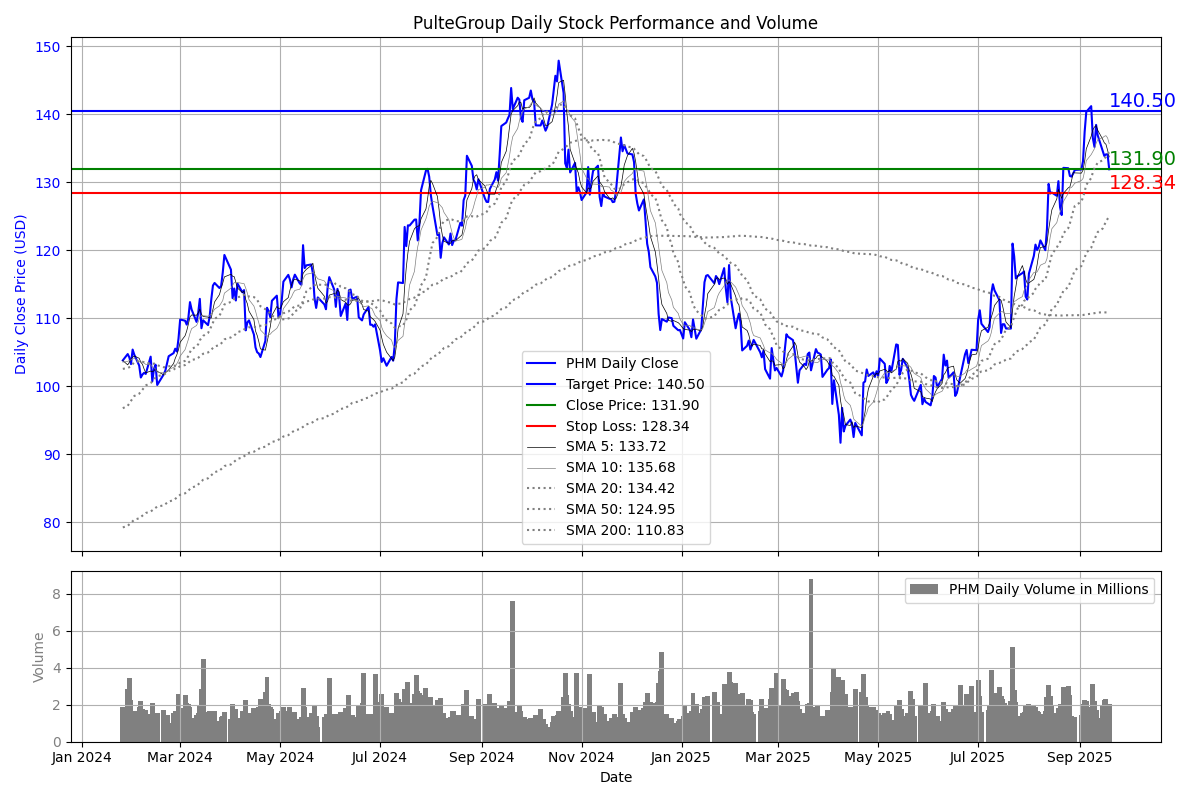 PulteGroup Daily Stock Performance and Volume
Daily Close Price (USD)
150
140
130
120
110
100
90
80
140.50
131.90
128.34
PHM Daily Close
Target Price: 140.50
Close Price: 131.90
Stop Loss: 128.34
SMA 5: 133.72
SMA 10: 135.68
SMA 20: 134.42
SMA 50: 124.95
SMA 200: 110.83
Volume
8
6
4
2
0
PHM Daily Volume in Millions
Jan 2024
Mar 2024
May 2024
Jul 2024
Sep 2024
Nov 2024
Jan 2025
Mar 2025
May 2025
Jul 2025
Sep 2025
Date